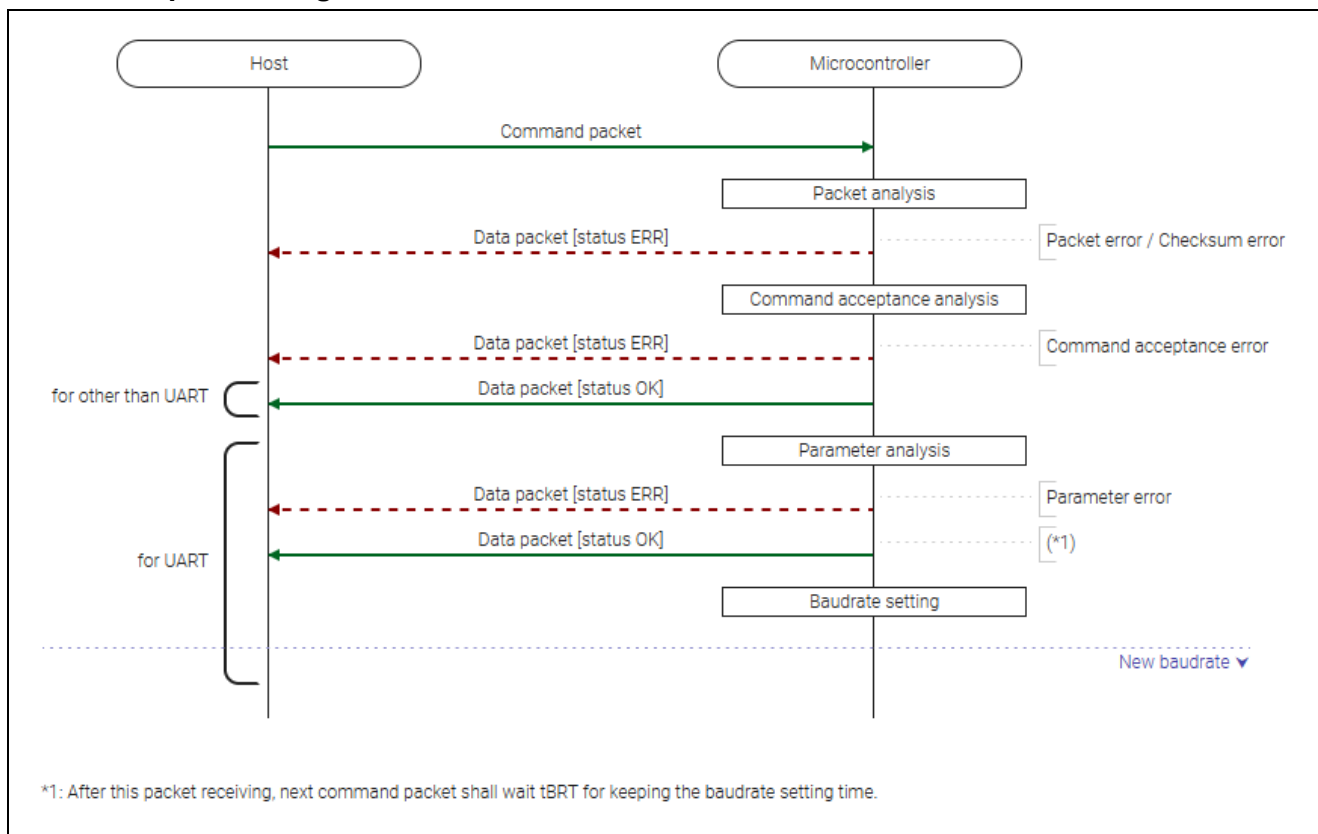 Host
Microcontroller
Command packet
Packet analysis
Data packet [status ERR]
Packet error / Checksum error
Command acceptance analysis
Data packet [status ERR]
Command acceptance error
for other than UART
Data packet [status OK]
Parameter analysis
Data packet [status ERR]
Parameter error
for UART
Data packet [status OK]
(*1)
Baudrate setting
New baudrate
*1: After this packet receiving, next command packet shall wait tBRT for keeping the baudrate setting time.